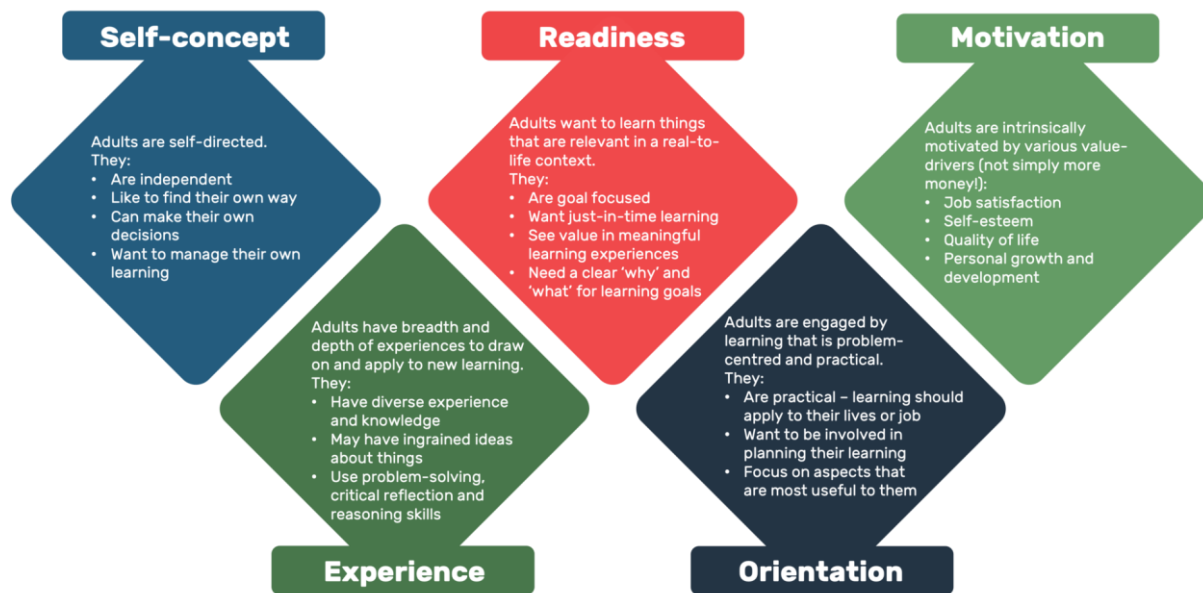 Self-concept
Adults are self-directed.
They:
• Are independent
• Like to find their own way
• Can make their own
decisions
• Want to manage their own
learning
Experience
Adults have breadth and
depth of experiences to draw
on and apply to new learning.
They:
• Have diverse experience
and knowledge
• May have ingrained ideas
about things
• Use problem-solving,
critical reflection and
reasoning skills
Readiness
Adults want to learn things
that are relevant in a real-to-
life context.
They:
• Are goal focused
• Want just-in-time learning
• See value in meaningful
learning experiences
• Need a clear ‘why’ and
‘what’ for learning goals
Orientation
Adults are engaged by
learning that is problem-
centred and practical.
They:
• Are practical – learning should
apply to their lives or job
• Want to be involved in
planning their learning
• Focus on aspects that
are most useful to them
Motivation
Adults are intrinsically
motivated by various value-
drivers (not simply more
money!):
• Job satisfaction
• Self-esteem
• Quality of life
• Personal growth and
development